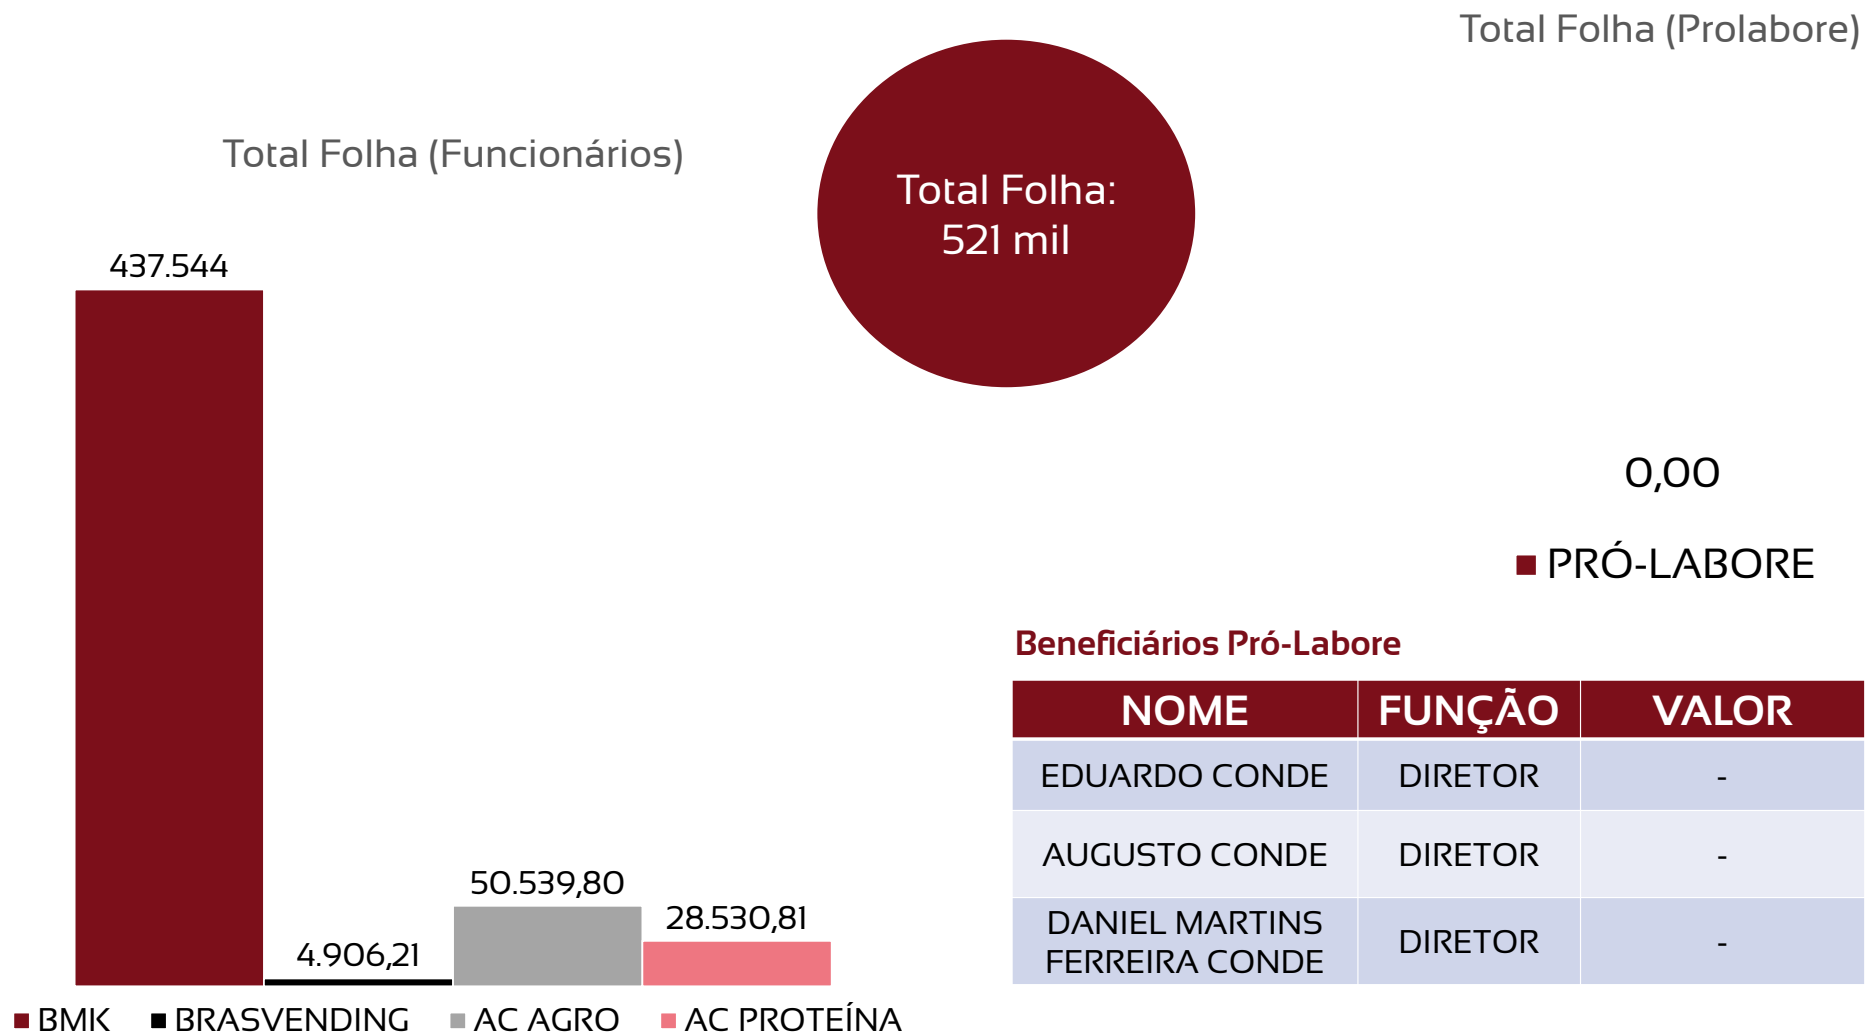 Total Folha (Prolabore)
Total Folha (Funcionários)
Total Folha:
521 mil
437.544
4.906,21
50.539,80
28.530,81
BMK BRASVENDING AC AGRO AC PROTEÍNA
0,00
PRÓ-LABORE
Beneficiários Pró-Labore
NOME FUNÇÃO VALOR
EDUARDO CONDE DIRETOR -
AUGUSTO CONDE DIRETOR -
DANIEL MARTINS
FERREIRA CONDE DIRETOR -